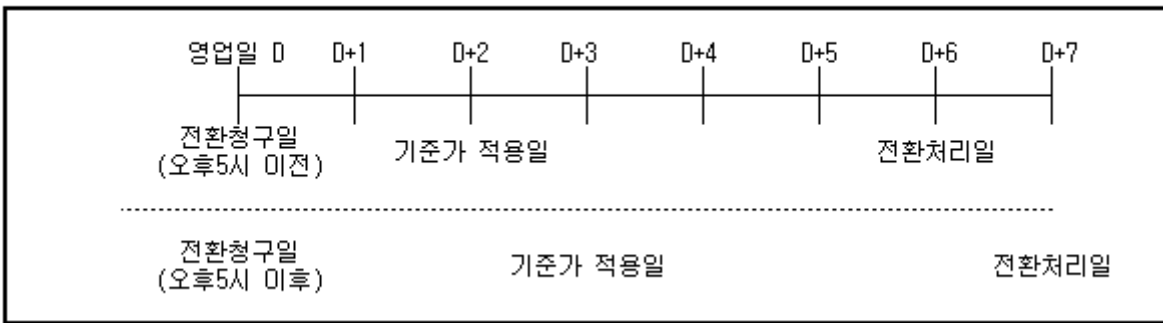 영업일 D D+1 D+2 D+3 D+4 D+5 D+6 D+7
전환청구일 기준가 적용일 전환처리일
(오후5시 이전)
전환청구일 기준가 적용일 전환처리일
(오후5시 이후)